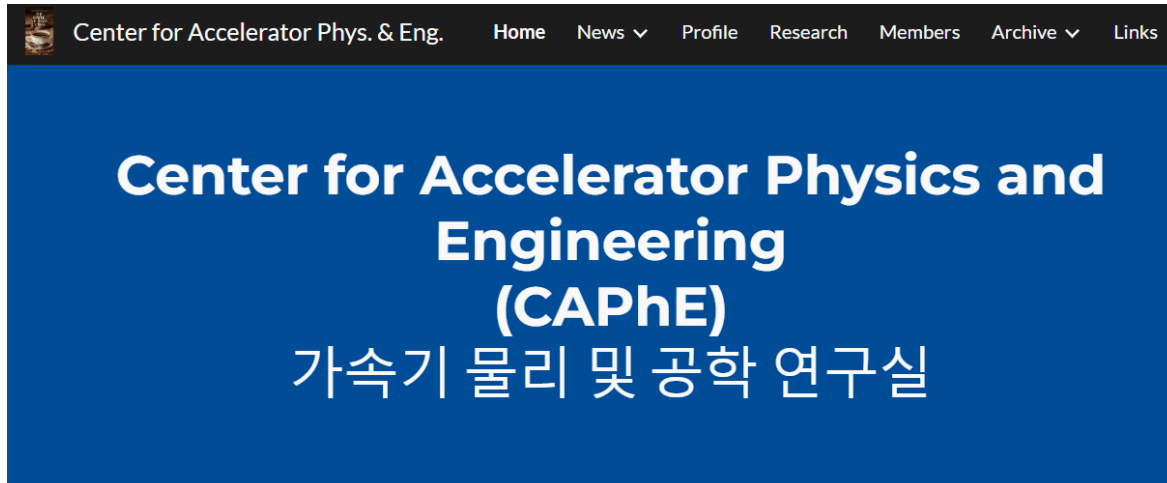 Center for Accelerator Phys. & Eng. Home News Profile Research Members Archive Links
Center for Accelerator Physics and
Engineering
(CAPhE)
가속기 물리 및 공학 연구실